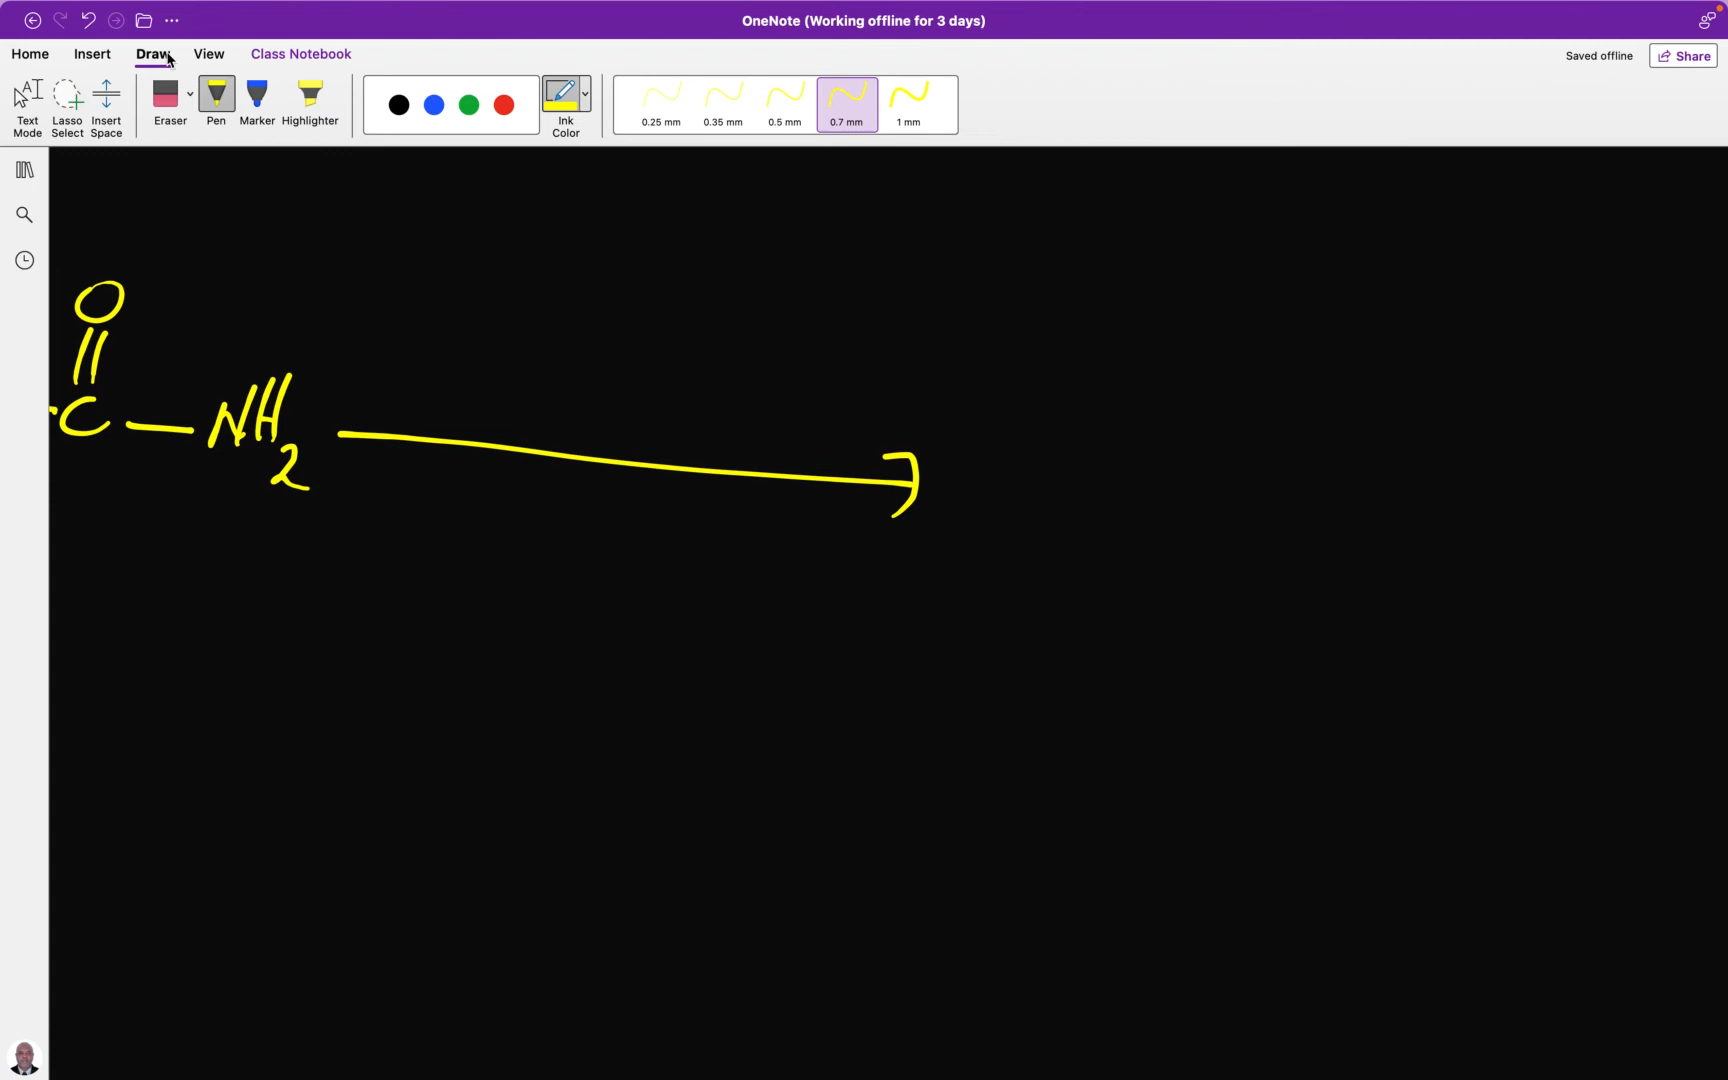 OneNote (Working offline for 3 days)
Home Insert Draw View Class Notebook
Saved offline Share
Text Mode
Lasso Select
Insert Space
Eraser
Pen
Marker
Highlighter
Ink Color
0.25 mm
0.35 mm
0.5 mm
0.7 mm
1 mm
O
C — NH2